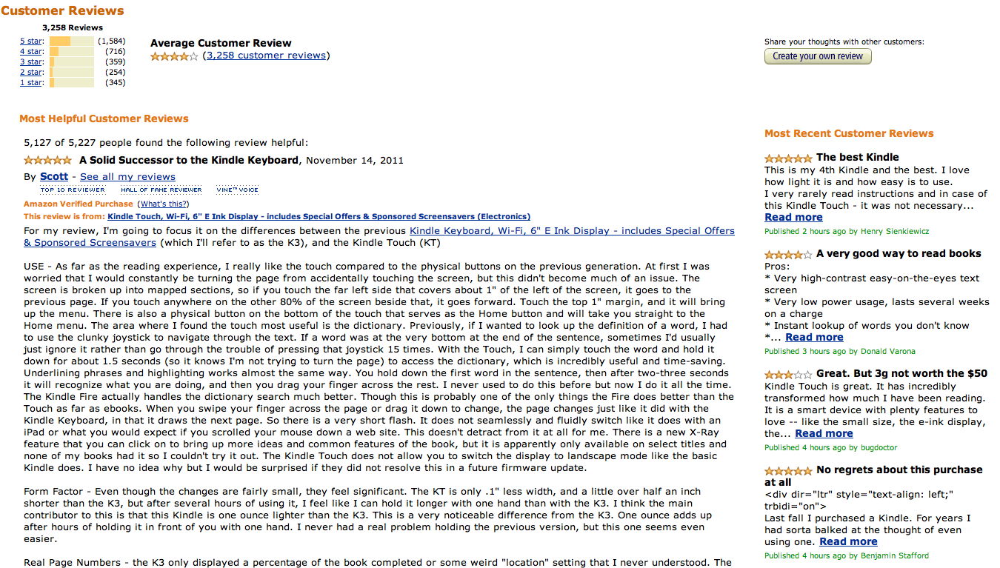 Customer Reviews
3,258 Reviews
5 star: (1,584)
4 star: (716)
3 star: (359)
2 star: (254)
1 star: (345)
Average Customer Review
(3,258 customer reviews)
Share your thoughts with other customers:
Create your own review
Most Helpful Customer Reviews
5,127 of 5,227 people found the following review helpful:
A Solid Successor to the Kindle Keyboard, November 14, 2011
By Scott - See all my reviews
TOP 10 REVIEWER HALL OF FAME REVIEWER VINE™ VOICE
Amazon Verified Purchase (What's this?)
This review is from: Kindle Touch, Wi-Fi, 6" E Ink Display - includes Special Offers & Sponsored Screensavers (Electronics)
For my review, I'm going to focus it on the differences between the previous Kindle Keyboard, Wi-Fi, 6" E Ink Display - includes Special Offers
& Sponsored Screensavers (which I'll refer to as the K3), and the Kindle Touch (KT)
USE - As far as the reading experience, I really like the touch compared to the physical buttons on the previous generation. At first I was
worried that I would constantly be turning the page from accidentally touching the screen, but this didn't become much of an issue. The
screen is broken up into mapped sections, so if you touch the far left side that covers about 1" of the left of the screen, it goes to the
previous page. If you touch anywhere on the other 80% of the screen beside that, it goes forward. Touch the top 1" margin, and it will bring
up the menu. There is also a physical button on the bottom of the touch that serves as the Home button and will take you straight to the
Home menu. The area where I found the touch most useful is the dictionary. Previously, if I wanted to look up the definition of a word, I had
to use the clunky joystick to navigate through the text. If a word was at the very bottom at the end of the sentence, sometimes I'd usually
just ignore it rather than go through the trouble of pressing that joystick 15 times. With the Touch, I can simply touch the word and hold it
down for about 1.5 seconds (so it knows I'm not trying to turn the page) to access the dictionary, which is incredibly useful and time-saving.
Underlining phrases and highlighting works almost the same way. You hold down the first word in the sentence, then after two-three seconds
it will recognize what you are doing, and then you drag your finger across the rest. I never used to do this before but now I do it all the time.
The Kindle Fire actually handles the dictionary search much better. Though this is probably one of the only things the Fire does better than the
Touch as far as ebooks. When you swipe your finger across the page or drag it down to change, the page changes just like it did with the
Kindle Keyboard, in that it draws the next page. So there is a very short flash. It does not seamlessly and fluidly switch like it does with an
iPad or what you would expect if you scrolled your mouse down a web site. This doesn't detract from it at all for me. There is a new X-Ray
feature that you can click on to bring up more ideas and common features of the book, but it is apparently only available on select titles and
none of my books had it so I couldn't try it out. The Kindle Touch does not allow you to switch the display to landscape mode like the basic
Kindle does. I have no idea why but I would be surprised if they did not resolve this in a future firmware update.
Form Factor - Even though the changes are fairly small, they feel significant. The KT is only .1" less width, and a little over half an inch
shorter than the K3, but after several hours of using it, I feel like I can hold it longer with one hand than with the K3. I think the main
contributor to this is that this Kindle is one ounce lighter than the K3. This is a very noticeable difference from the K3. One ounce adds up
after hours of holding it in front of you with one hand. I never had a real problem holding the previous version, but this one seems even
easier.
Real Page Numbers - the K3 only displayed a percentage of the book completed or some weird "location" setting that I never understood. The
Most Recent Customer Reviews
The best Kindle
This is my 4th Kindle and the best. I love
how light it is and how easy is to use.
I very rarely read instructions and in case of
this Kindle Touch - it was not necessary...
Read more
Published 2 hours ago by Henry Sienkiewicz
A very good way to read books
Pros:
* Very high-contrast easy-on-the-eyes text
screen
* Very low power usage, lasts several weeks
on a charge
* Instant lookup of words you don't know
*... Read more
Published 3 hours ago by Donald Varona
Great. But 3g not worth the $50
Kindle Touch is great. It has incredibly
transformed how much I have been reading.
It is a smart device with plenty features to
love -- like the small size, the e-ink display,
the... Read more
Published 4 hours ago by bugdoctor
No regrets about this purchase
at all
<div dir="ltr" style="text-align: left;"
trbidi="on">
Last fall I purchased a Kindle. For years I
had sorta balked at the thought of even
using one. Read more
Published 4 hours ago by Benjamin Stafford